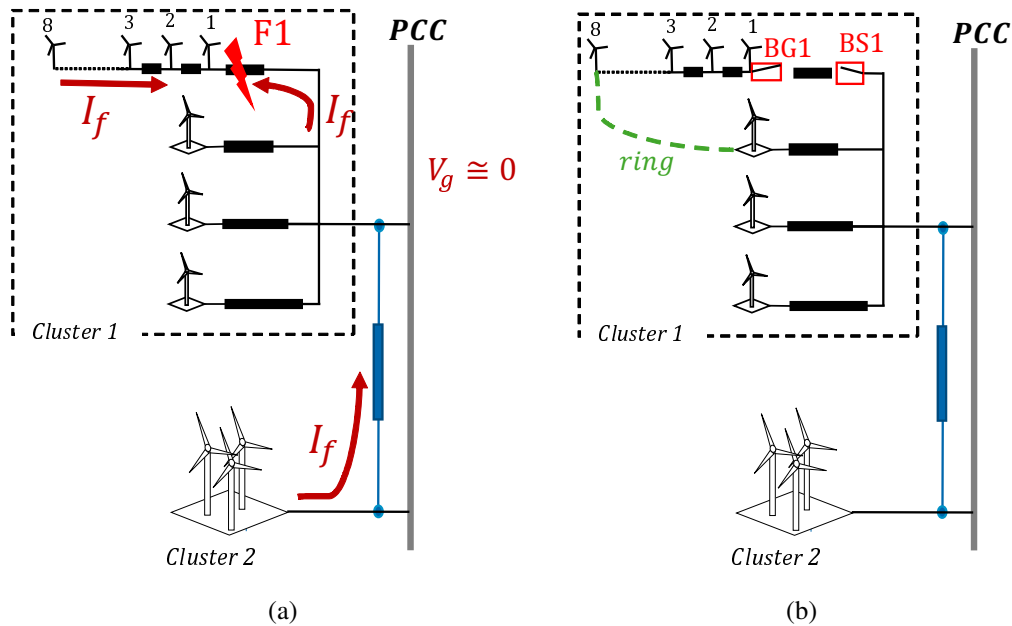 PCC
8 3 2 1
F1
I_f
I_f
V_g ≅ 0
Cluster 1
I_f
Cluster 2
(a)
PCC
8 3 2 1
BG1 BS1
ring
Cluster 1
Cluster 2
(b)